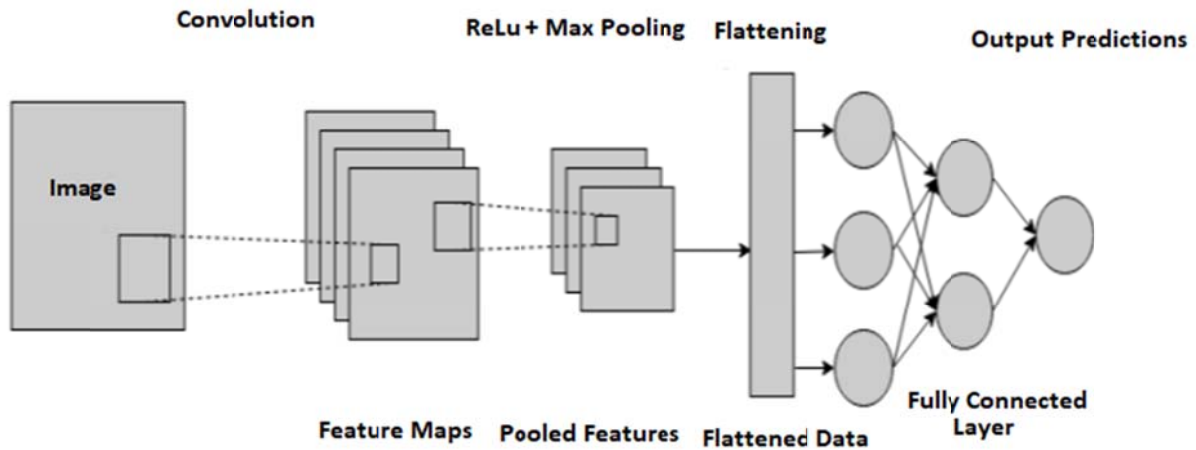 Convolution
ReLu + Max Pooling
Flattening
Output Predictions
Image
Feature Maps
Pooled Features
Flattened Data
Fully Connected
Layer